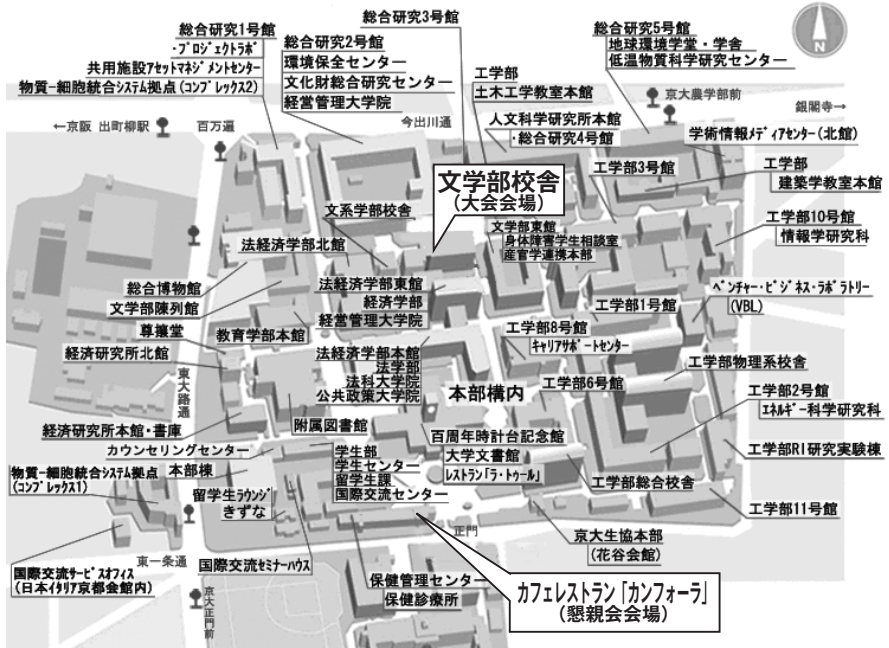 総合研究1号館
・プロジェクトラボ
共用施設アセットマネジメントセンター
物質-細胞統合システム拠点(コンプレックス2)
総合研究2号館
環境保全センター
文化財総合研究センター
経営管理大学院
総合研究3号館
工学部
土木工学教室本館
人文科学研究所本館
・総合研究4号館
総合研究5号館
地球環境学堂・学舎
低温物質科学研究センター
N
京大農学部前
銀閣寺→
←京阪 出町柳駅
百万遍
今出川通
学術情報メディアセンター(北館)
工学部3号館
工学部
建築学教室本館
文学部校舎
(大会会場)
文系学部校舎
法経済学部北館
文学部東館
身体障害学生相談室
産官学連携本部
工学部10号館
情報学研究科
総合博物館
文学部陳列館
尊攘堂
経済研究所北館
教育学部本館
法経済学部東館
経済学部
経営管理大学院
工学部1号館
ベンチャー・ビジネス・ラボラトリー
(VBL)
法経済学部本館
法学部
法科大学院
公共政策大学院
工学部8号館
キャリアサポートセンター
工学部6号館
工学部物理系校舎
本部構内
東大路通
工学部2号館
エネルギー科学研究科
経済研究所本館・書庫
附属図書館
百周年時計台記念館
大学文書館
レストラン「ラ・トゥール」
工学部RI研究実験棟
カウンセリングセンター
本部棟
学生部
学生センター
留学生課
国際交流センター
物質-細胞統合システム拠点
(コンプレックス1)
留学生ラウンジ
きずな
工学部総合校舎
工学部11号館
正門
京大生協本部
(花谷会館)
東一条通
国際交流サービスオフィス
(日本イタリア京都会館内)
国際交流セミナーハウス
京大正門前
保健管理センター
保健診療所
カフェレストラン「カンフォーラ」
(懇親会会場)